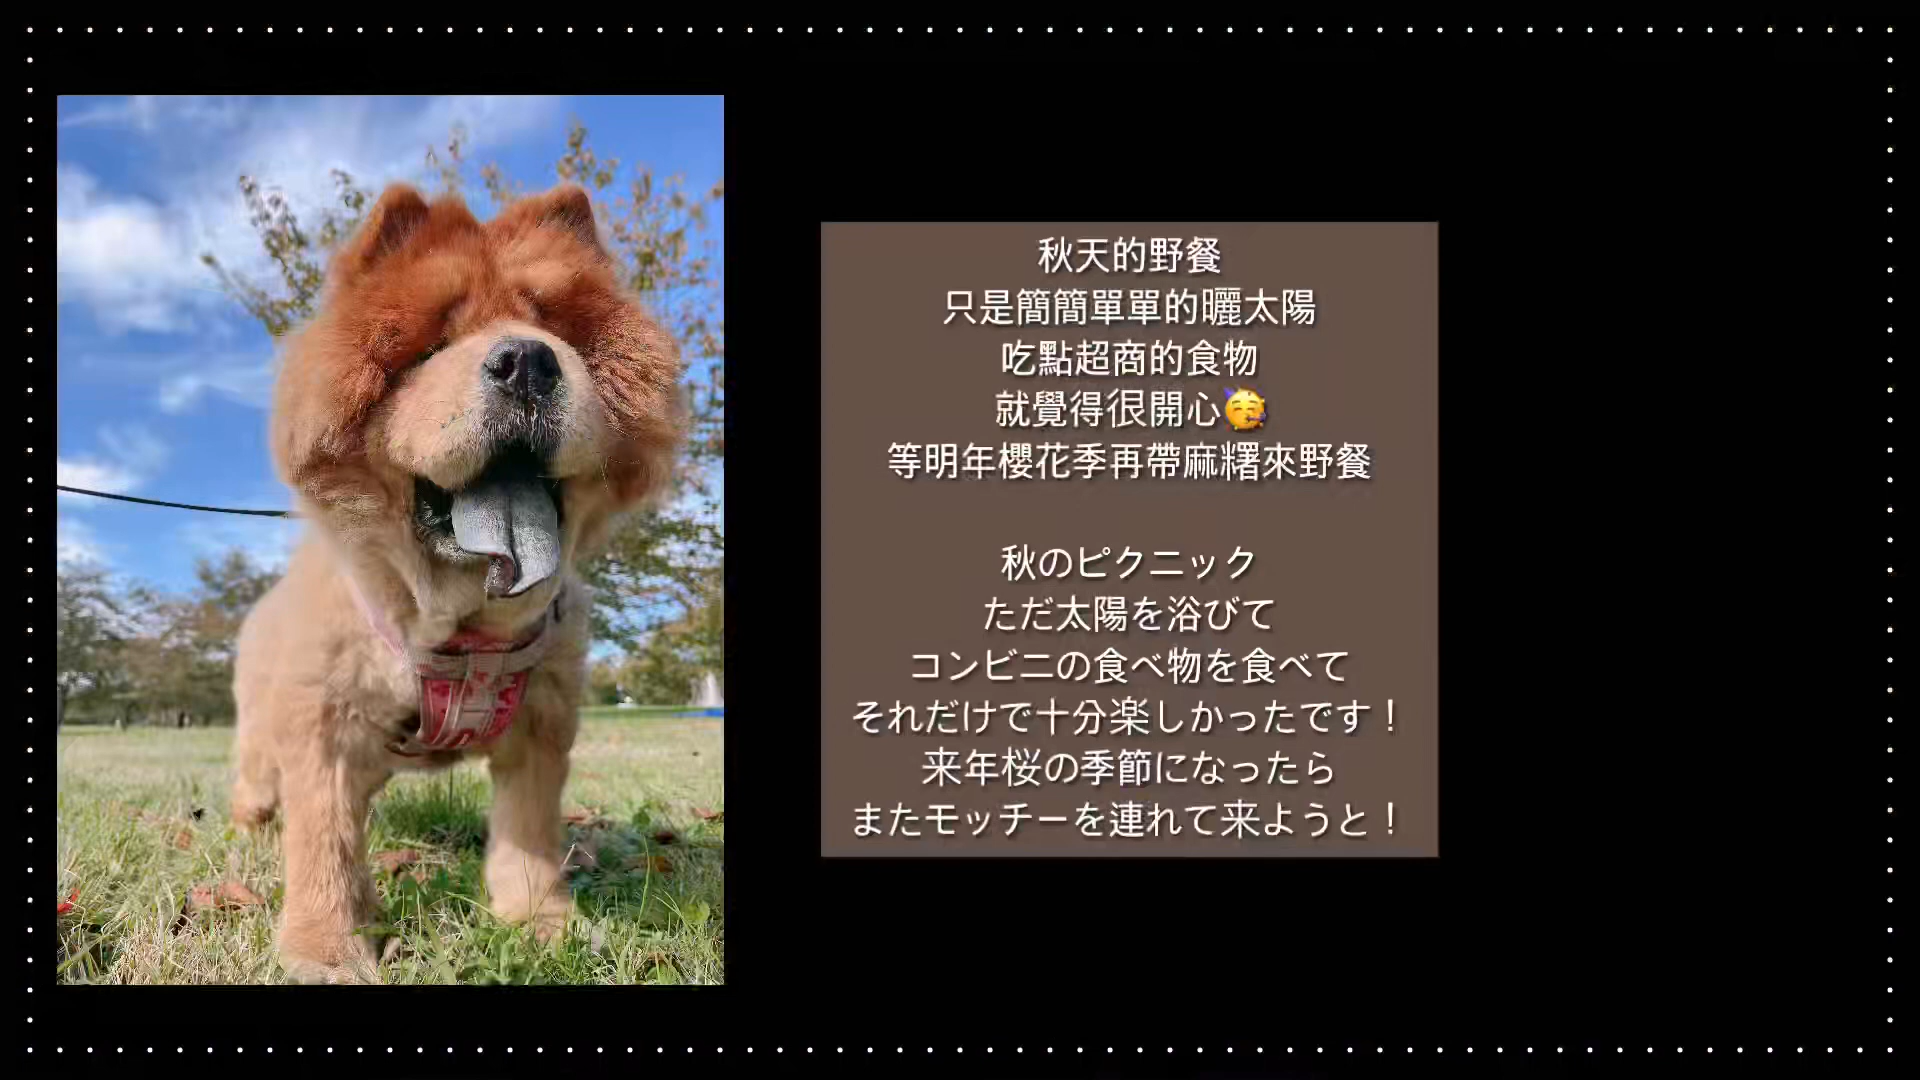 秋天的野餐
只是簡簡單單的曬太陽
吃點超商的食物
就覺得很開心🥳
等明年櫻花季再帶麻糬來野餐
秋のピクニック
ただ太陽を浴びて
コンビニの食べ物を食べて
それだけで十分楽しかったです！
来年桜の季節になったら
またモッチーを連れて来ようと！